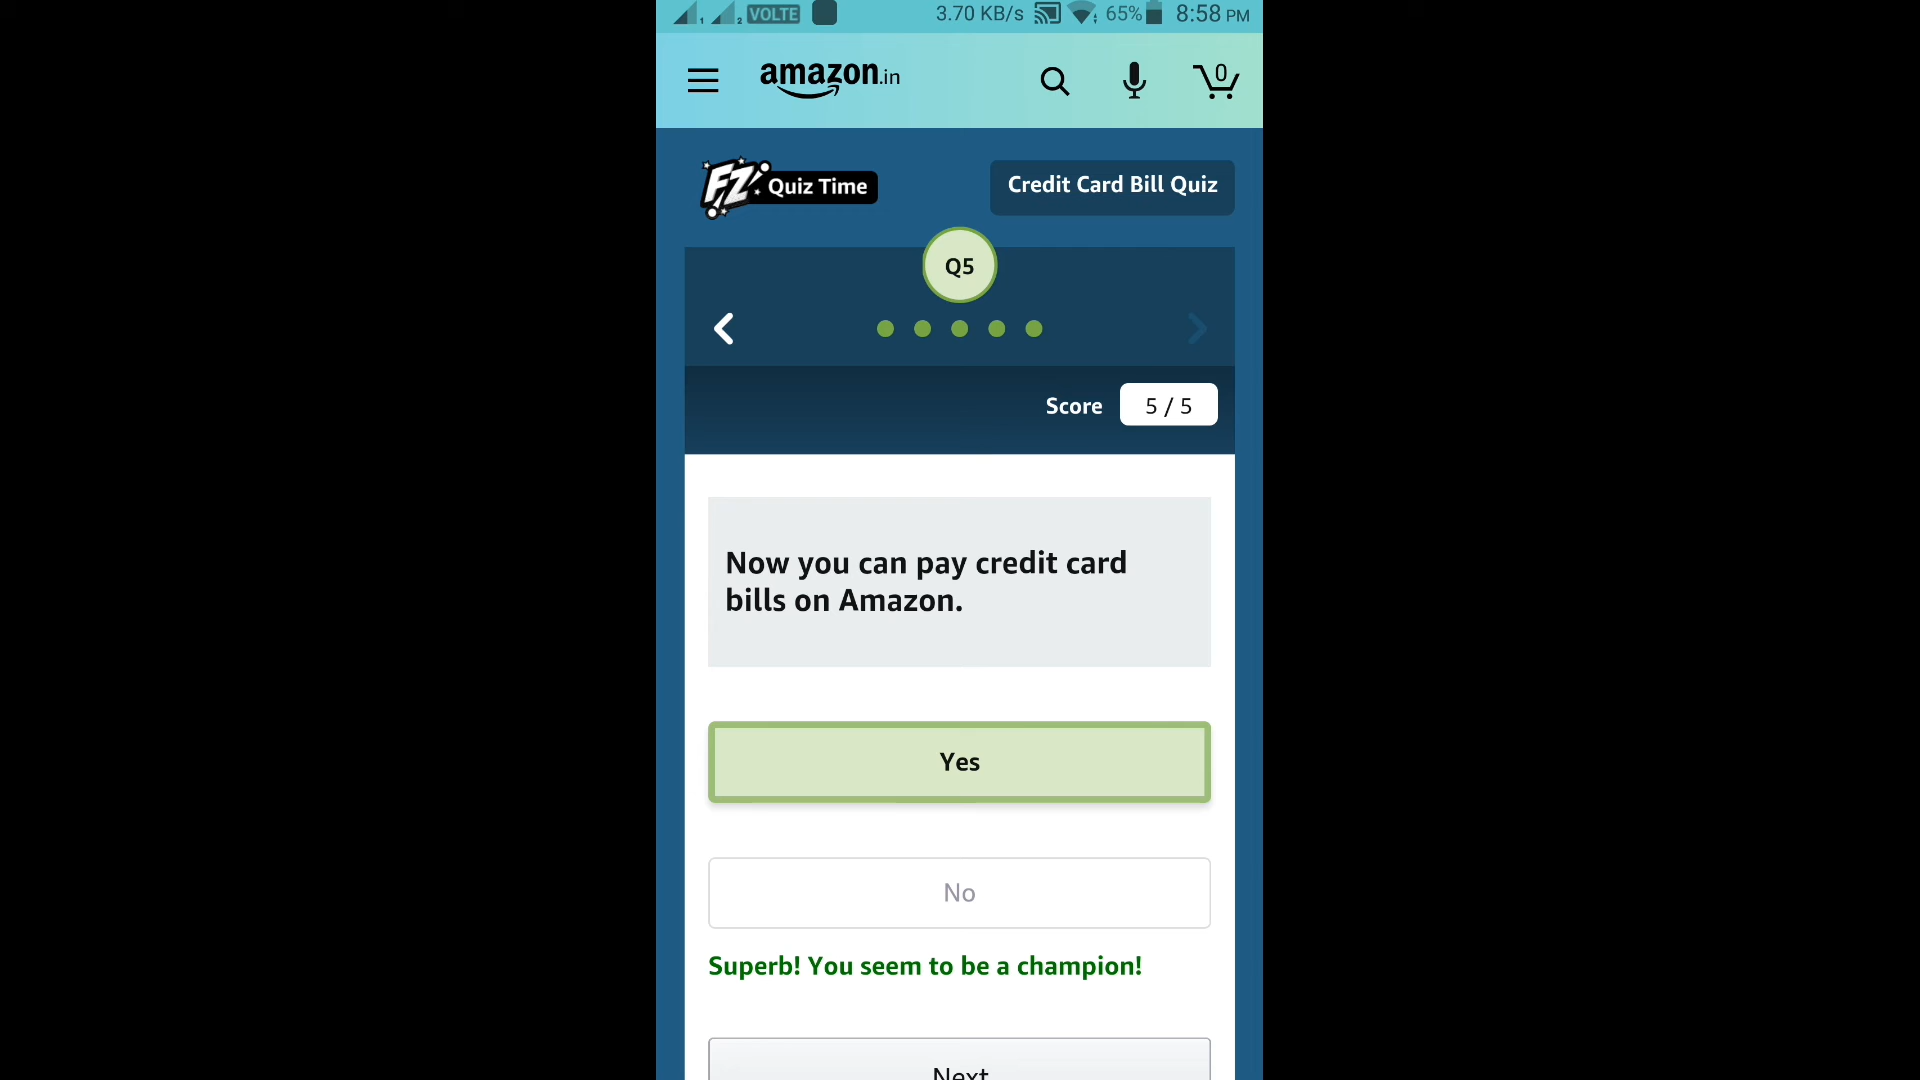 1 2 VOLTE 3.70 KB/s 65% 8:58 PM
amazon.in 0
FZ Quiz Time Credit Card Bill Quiz
Q5
Score 5 / 5
Now you can pay credit card
bills on Amazon.
Yes
No
Superb! You seem to be a champion!
Next